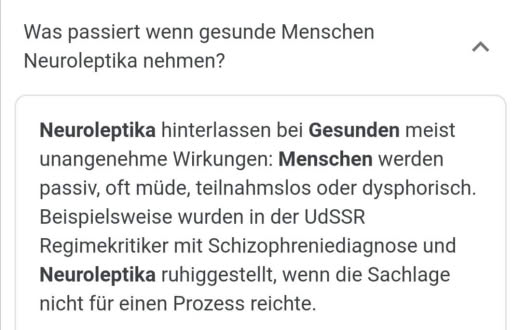 Was passiert wenn gesunde Menschen
Neuroleptika nehmen?
Neuroleptika hinterlassen bei Gesunden meist
unangenehme Wirkungen: Menschen werden
passiv, oft müde, teilnahmslos oder dysphorisch.
Beispielsweise wurden in der UdSSR
Regimekritiker mit Schizophreniediagnose und
Neuroleptika ruhiggestellt, wenn die Sachlage
nicht für einen Prozess reichte.